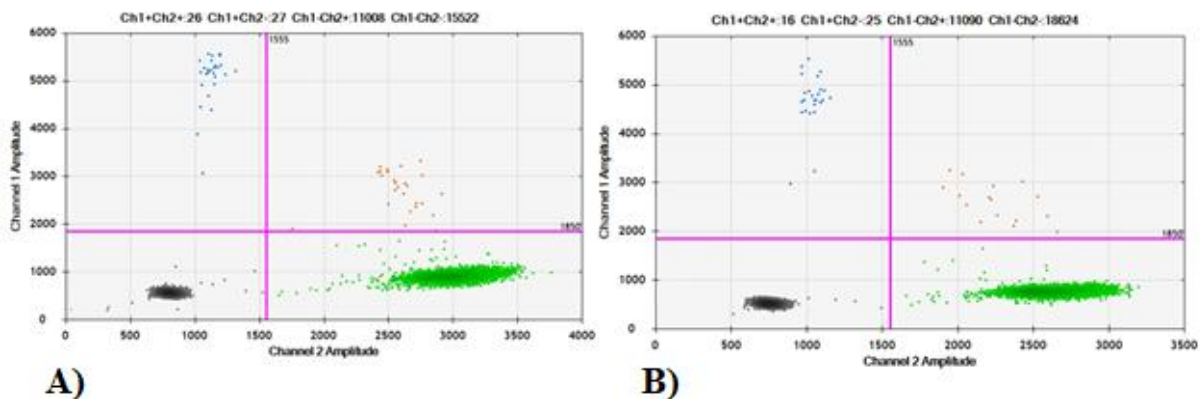 Ch1+Ch2+:26 Ch1+Ch2-:27 Ch1-Ch2+:11008 Ch1-Ch2-:15522
6000
5000
4000
3000
2000
1000
0
Channel 1 Amplitude
1555
1850
0 500 1000 1500 2000 2500 3000 3500 4000
Channel 2 Amplitude
A)
Ch1+Ch2+:16 Ch1+Ch2-:25 Ch1-Ch2+:11090 Ch1-Ch2-:18624
6000
5000
4000
3000
2000
1000
0
Channel 1 Amplitude
1555
1850
0 500 1000 1500 2000 2500 3000 3500
Channel 2 Amplitude
B)